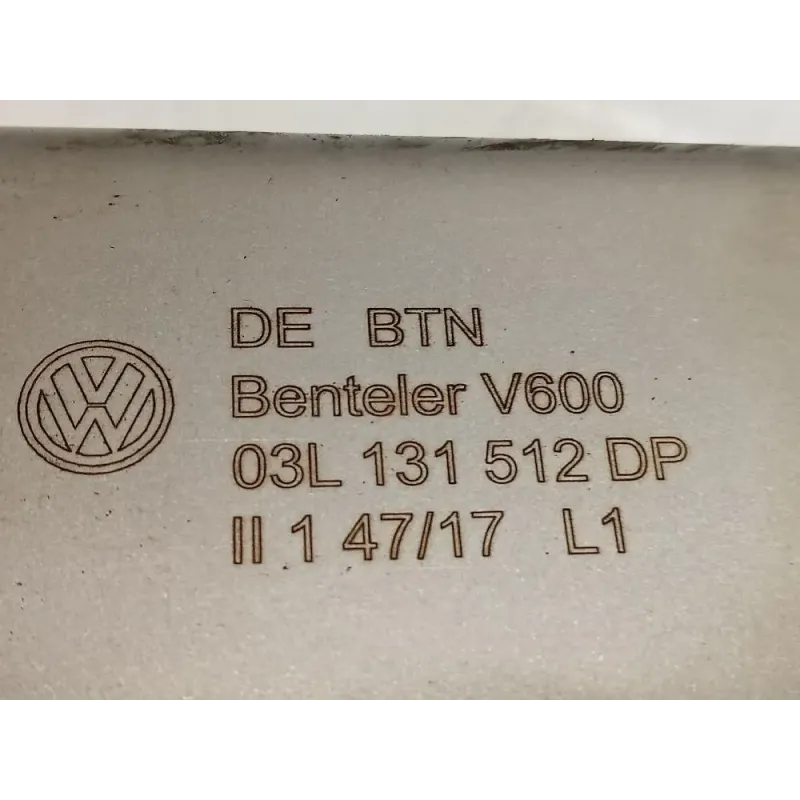 DE BTN
Benteler V600
03L 131 512 DP
II 1 47/17 L1